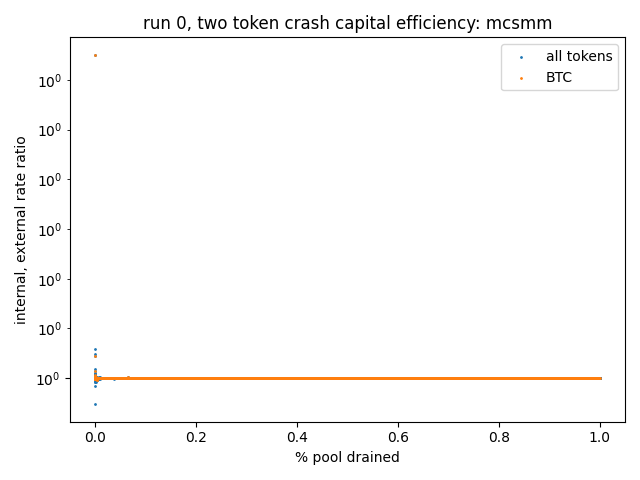 run 0, two token crash capital efficiency: mcsmm
internal, external rate ratio
10⁰
10⁰
10⁰
10⁰
10⁰
10⁰
10⁰
all tokens
BTC
0.0 0.2 0.4 0.6 0.8 1.0
% pool drained